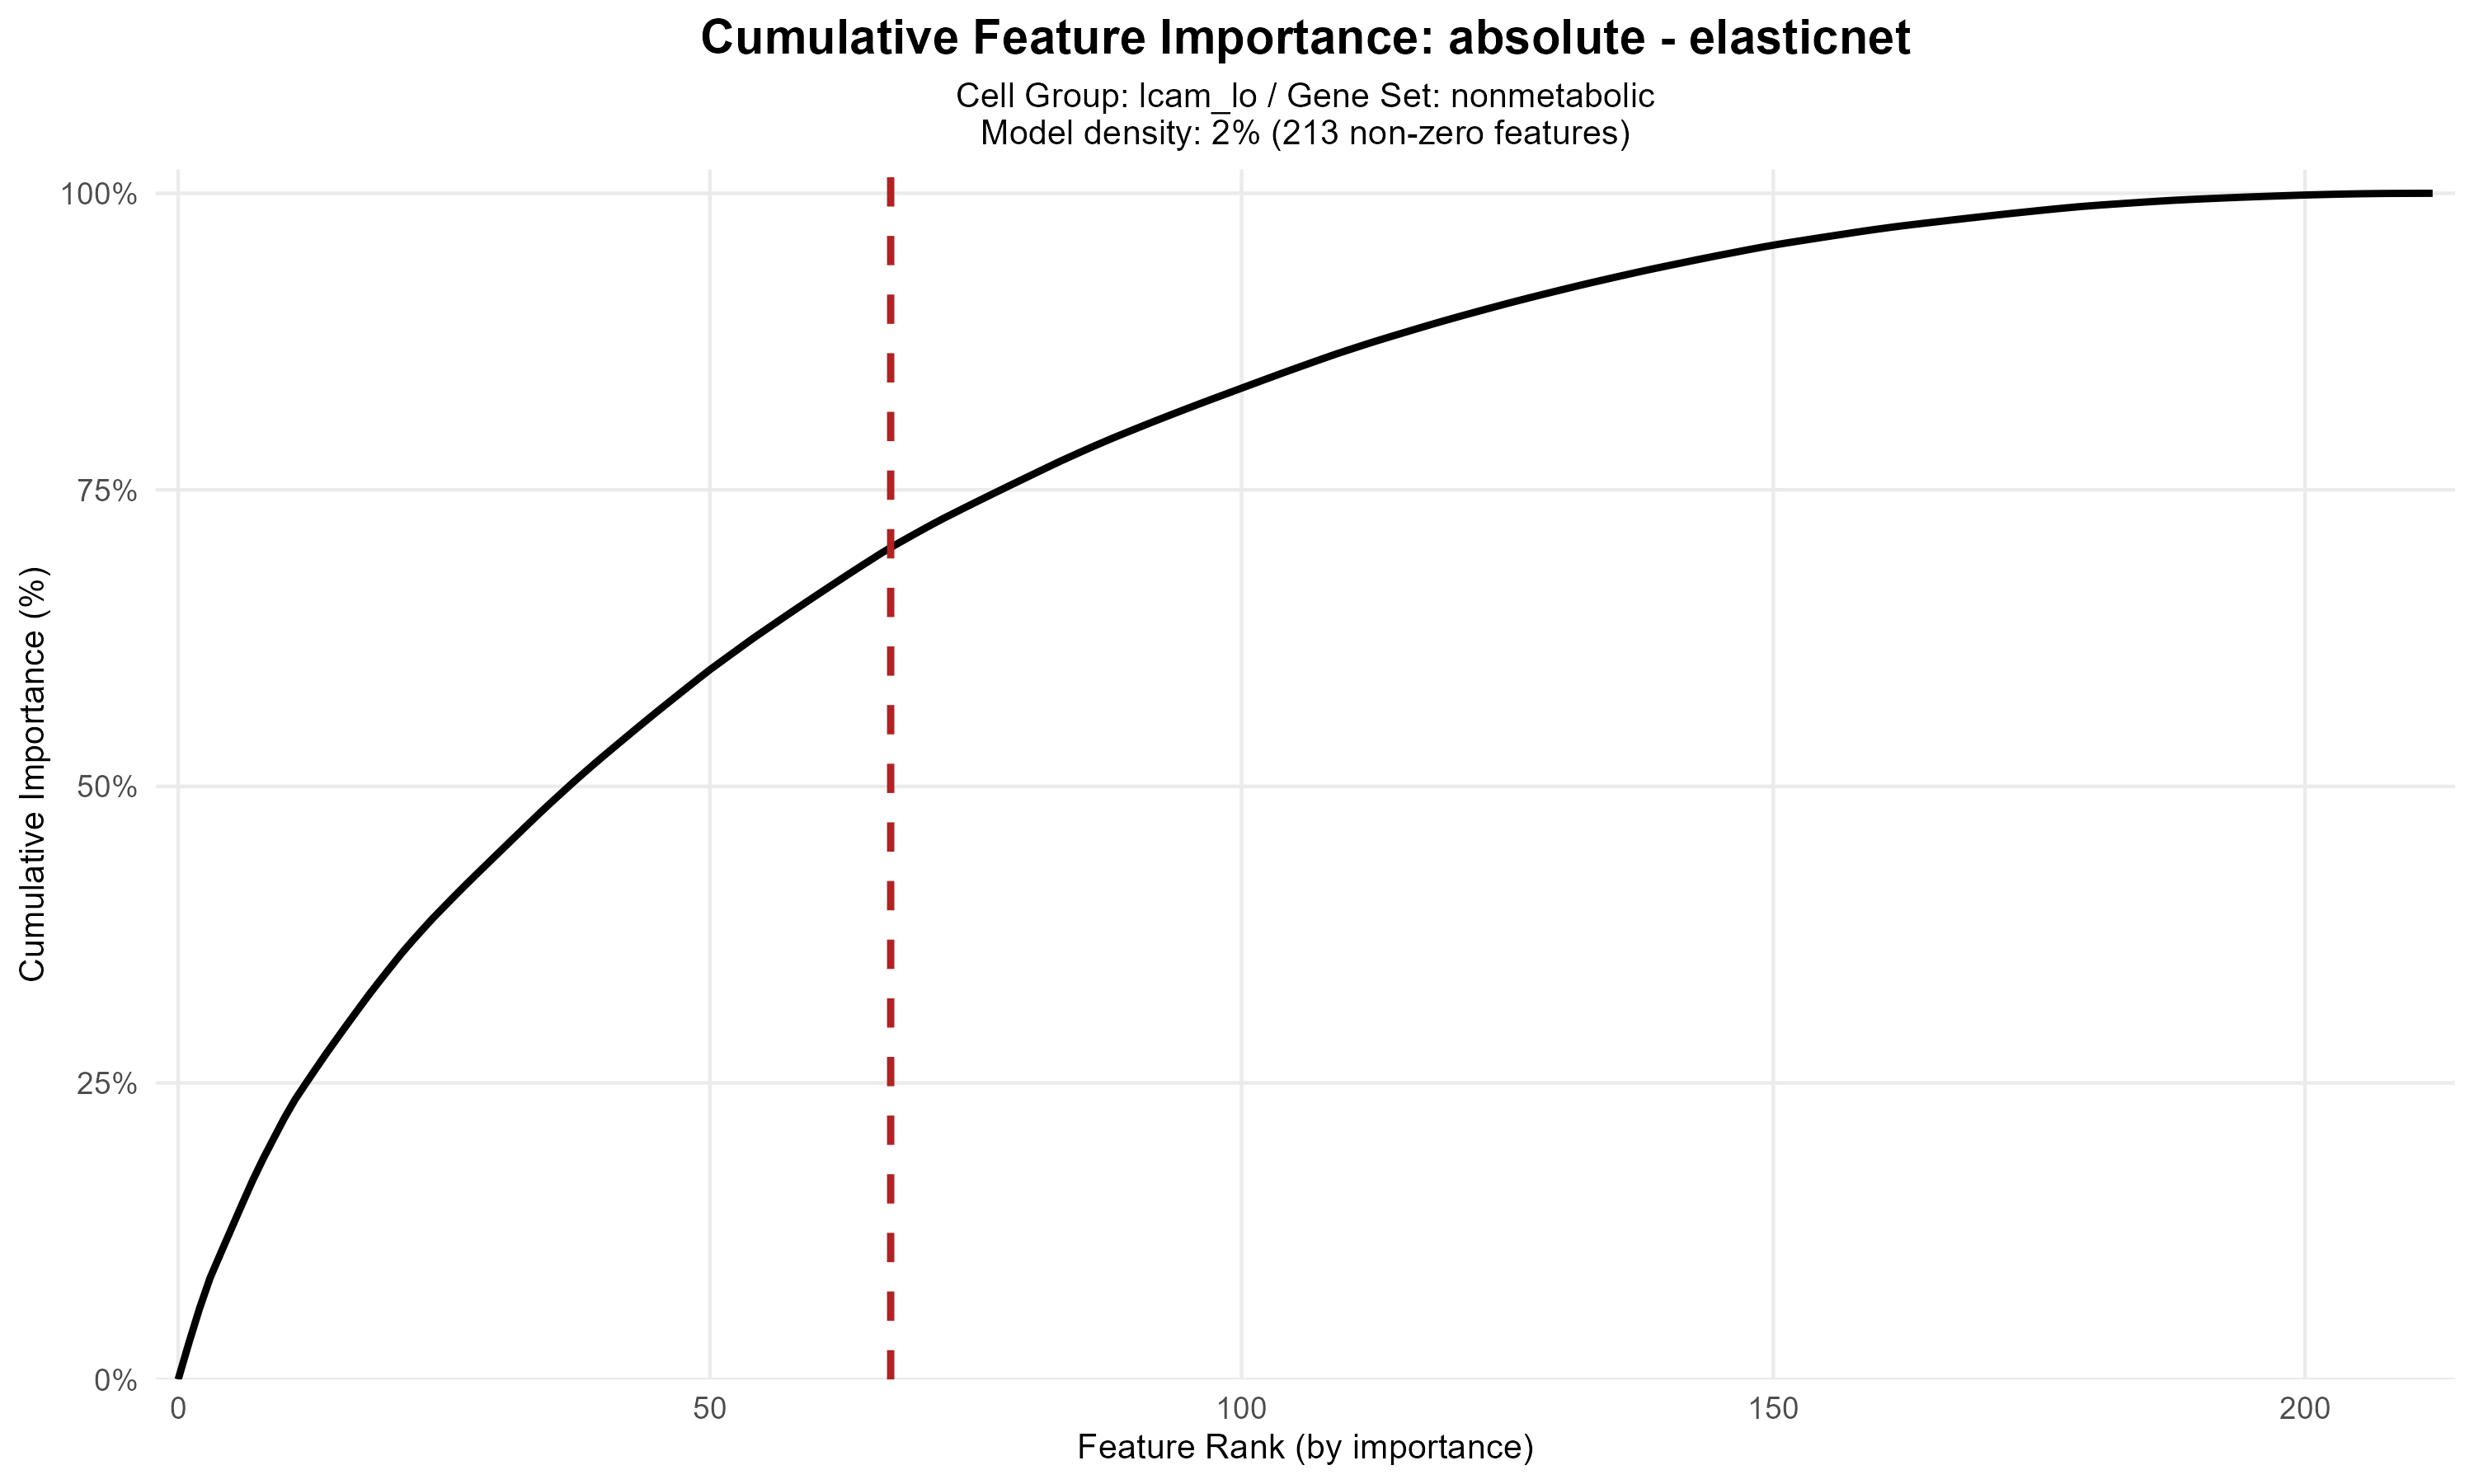 Cumulative Feature Importance: absolute - elasticnet
Cell Group: Icam_lo / Gene Set: nonmetabolic
Model density: 2% (213 non-zero features)
Cumulative Importance (%)
100%
75%
50%
25%
0%
0 50 100 150 200
Feature Rank (by importance)